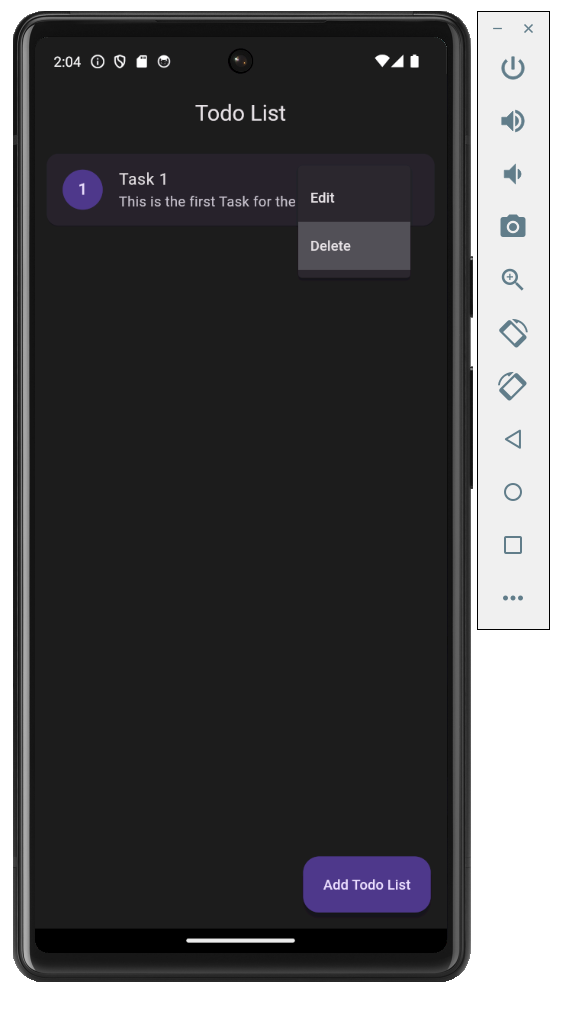 2:04
Todo List
1
Task 1
This is the first Task for the
Edit
Delete
Add Todo List